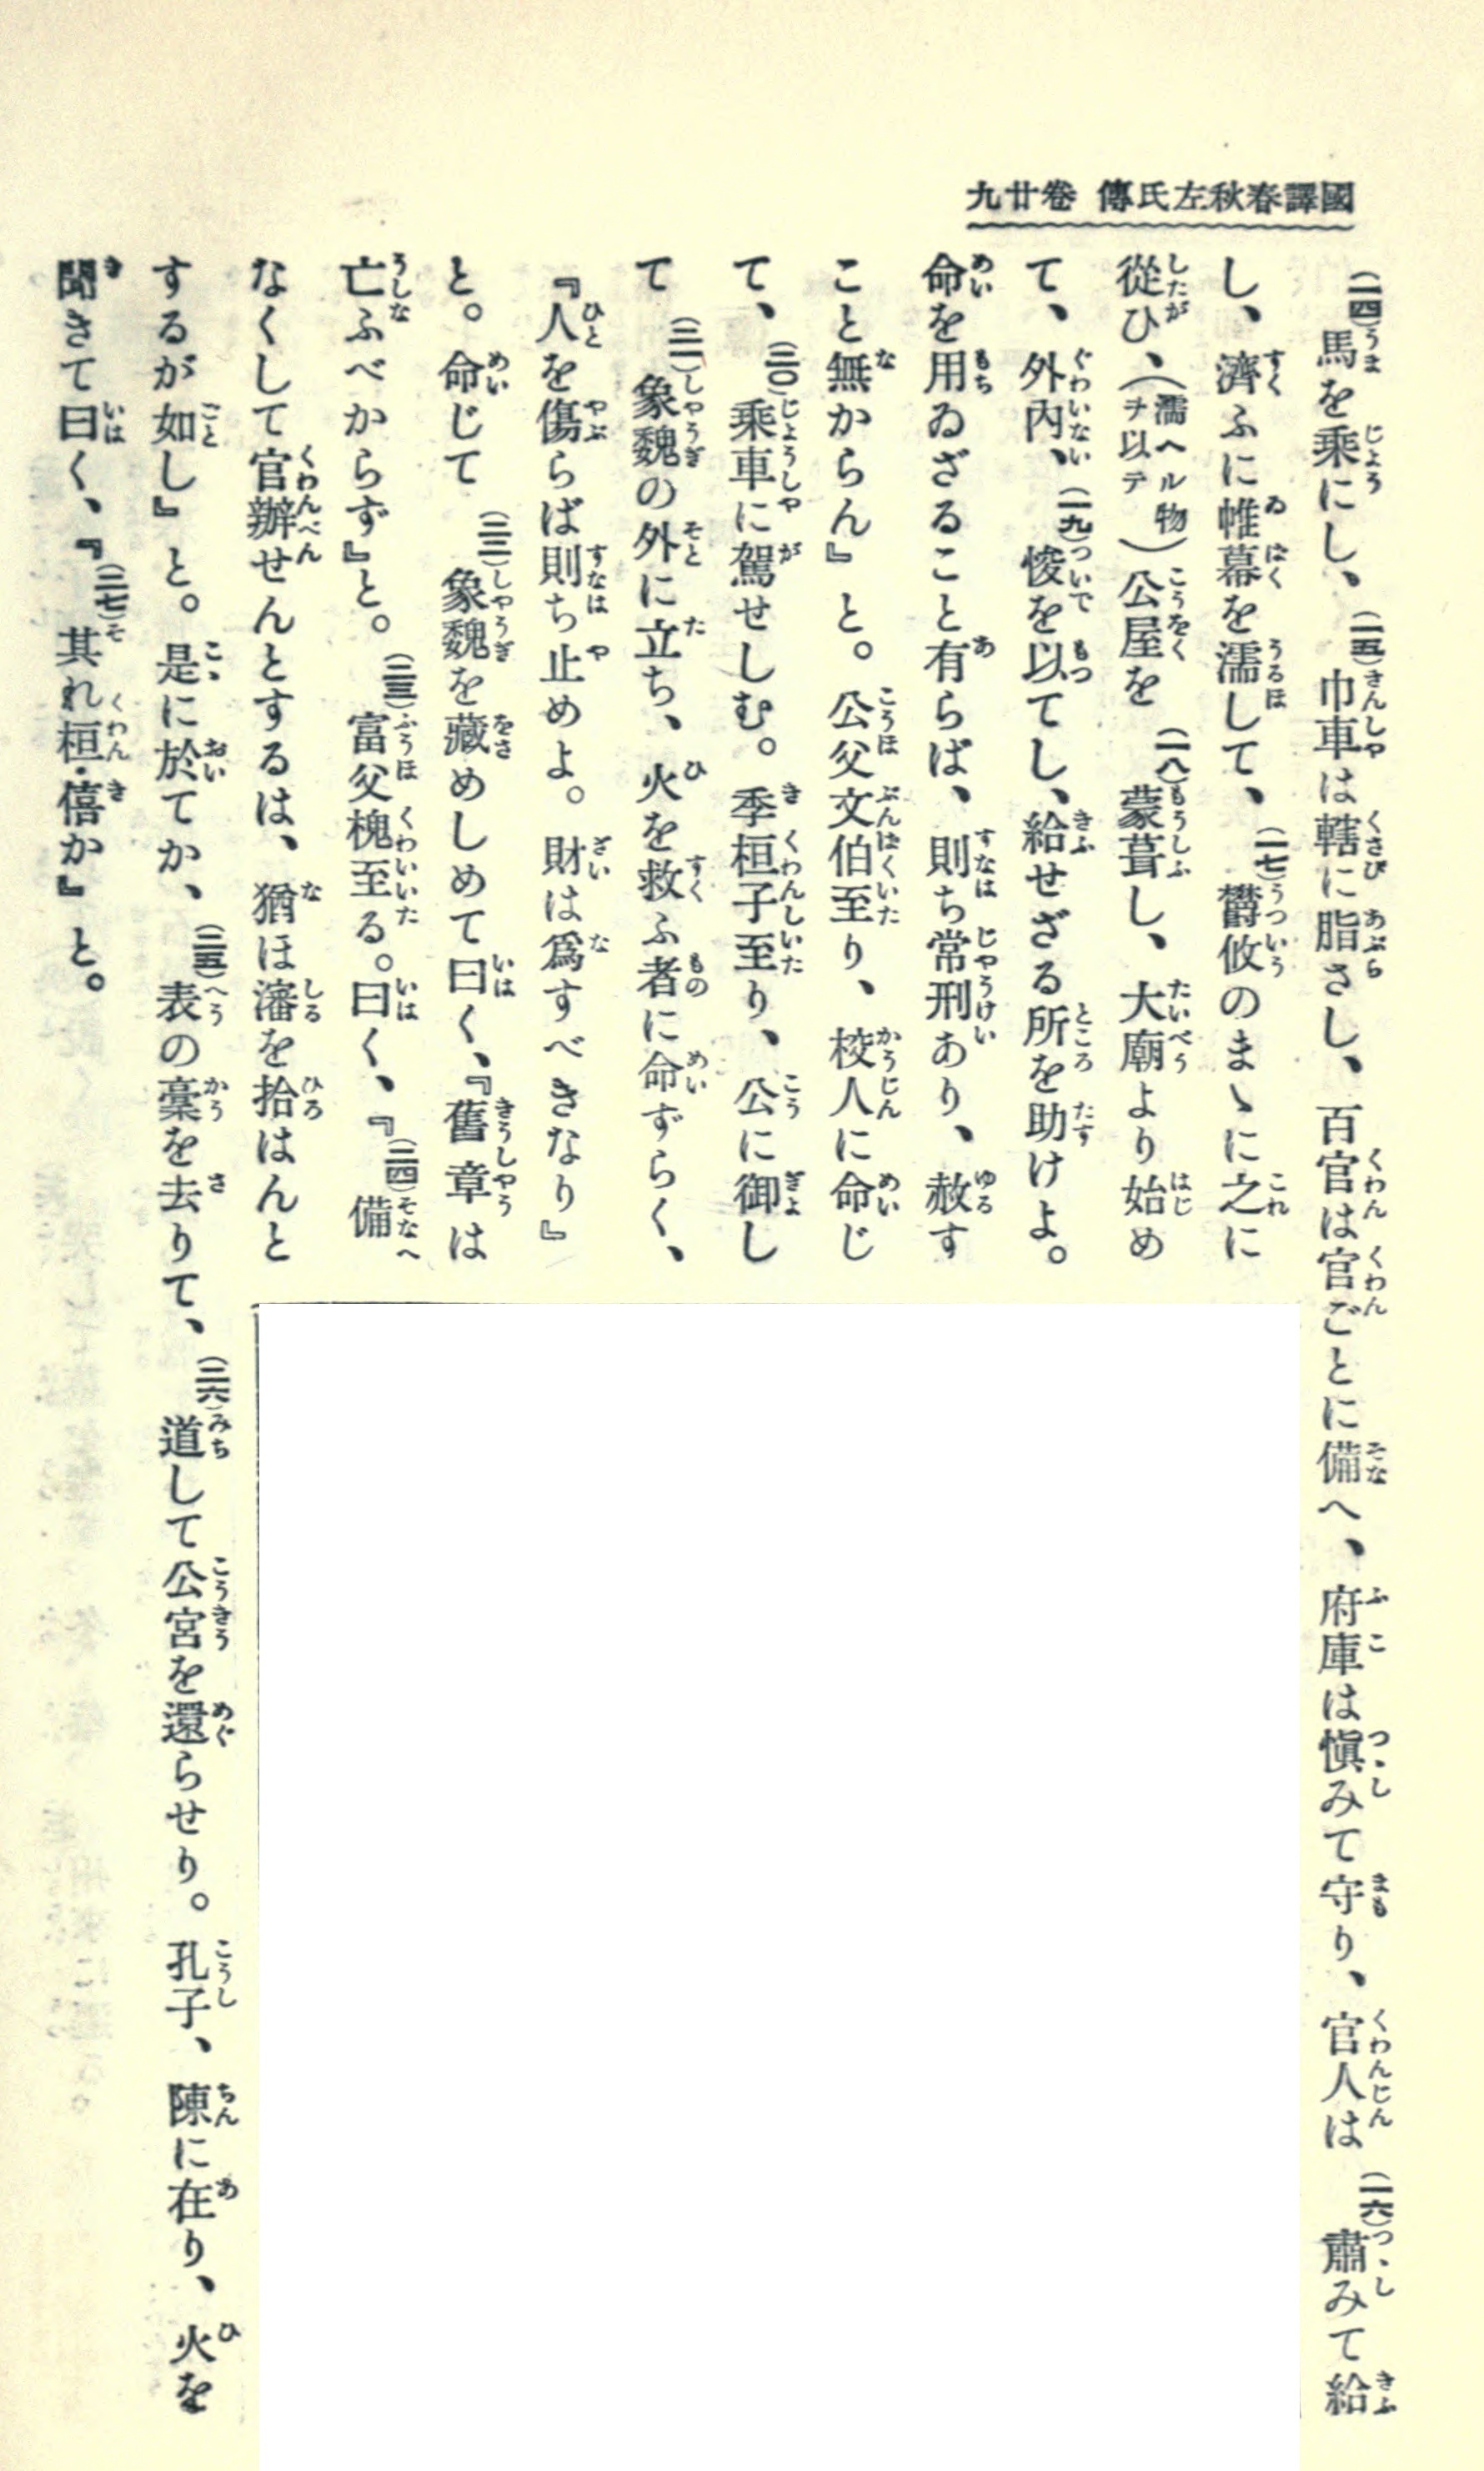 國譯春秋左氏傳 卷廿九
(一四)馬を乘にし、(一五)巾車は轄に脂さし、百官は官ごとに備へ、府庫は愼みて守り、官人は(一六)肅みて給
し、濟ふに帷幕を濡して、(一七)欝攸のまゝに之に
從ひ、(濡ヘル物ヲ以テ)公屋を(一八)蒙葺し、大廟より始め
て、外內、(一九)悛を以てし、給せざる所を助けよ。
命を用ゐざること有らば、則ち常刑あり、赦す
こと無からん』と。公父文伯至り、校人に命じ
て、(二〇)乘車に駕せしむ。季桓子至り、公に御し
て(二一)象魏の外に立ち、火を救ふ者に命ずらく、
『人を傷らば則ち止めよ。財は爲すべきなり』
と。命じて(二二)象魏を藏めしめて曰く、『舊章は
亡ふべからず』と。(二三)富父槐至る。曰く、『(二四)備へ
なくして官辦せんとするは、猶ほ瀋を拾はんと
するが如し』と。是に於てか、(二五)表の稾を去りて、(二六)道して公宮を還らせり。孔子、陳に在り、火を
聞きて曰く、『(二七)其れ桓・僖か』と。